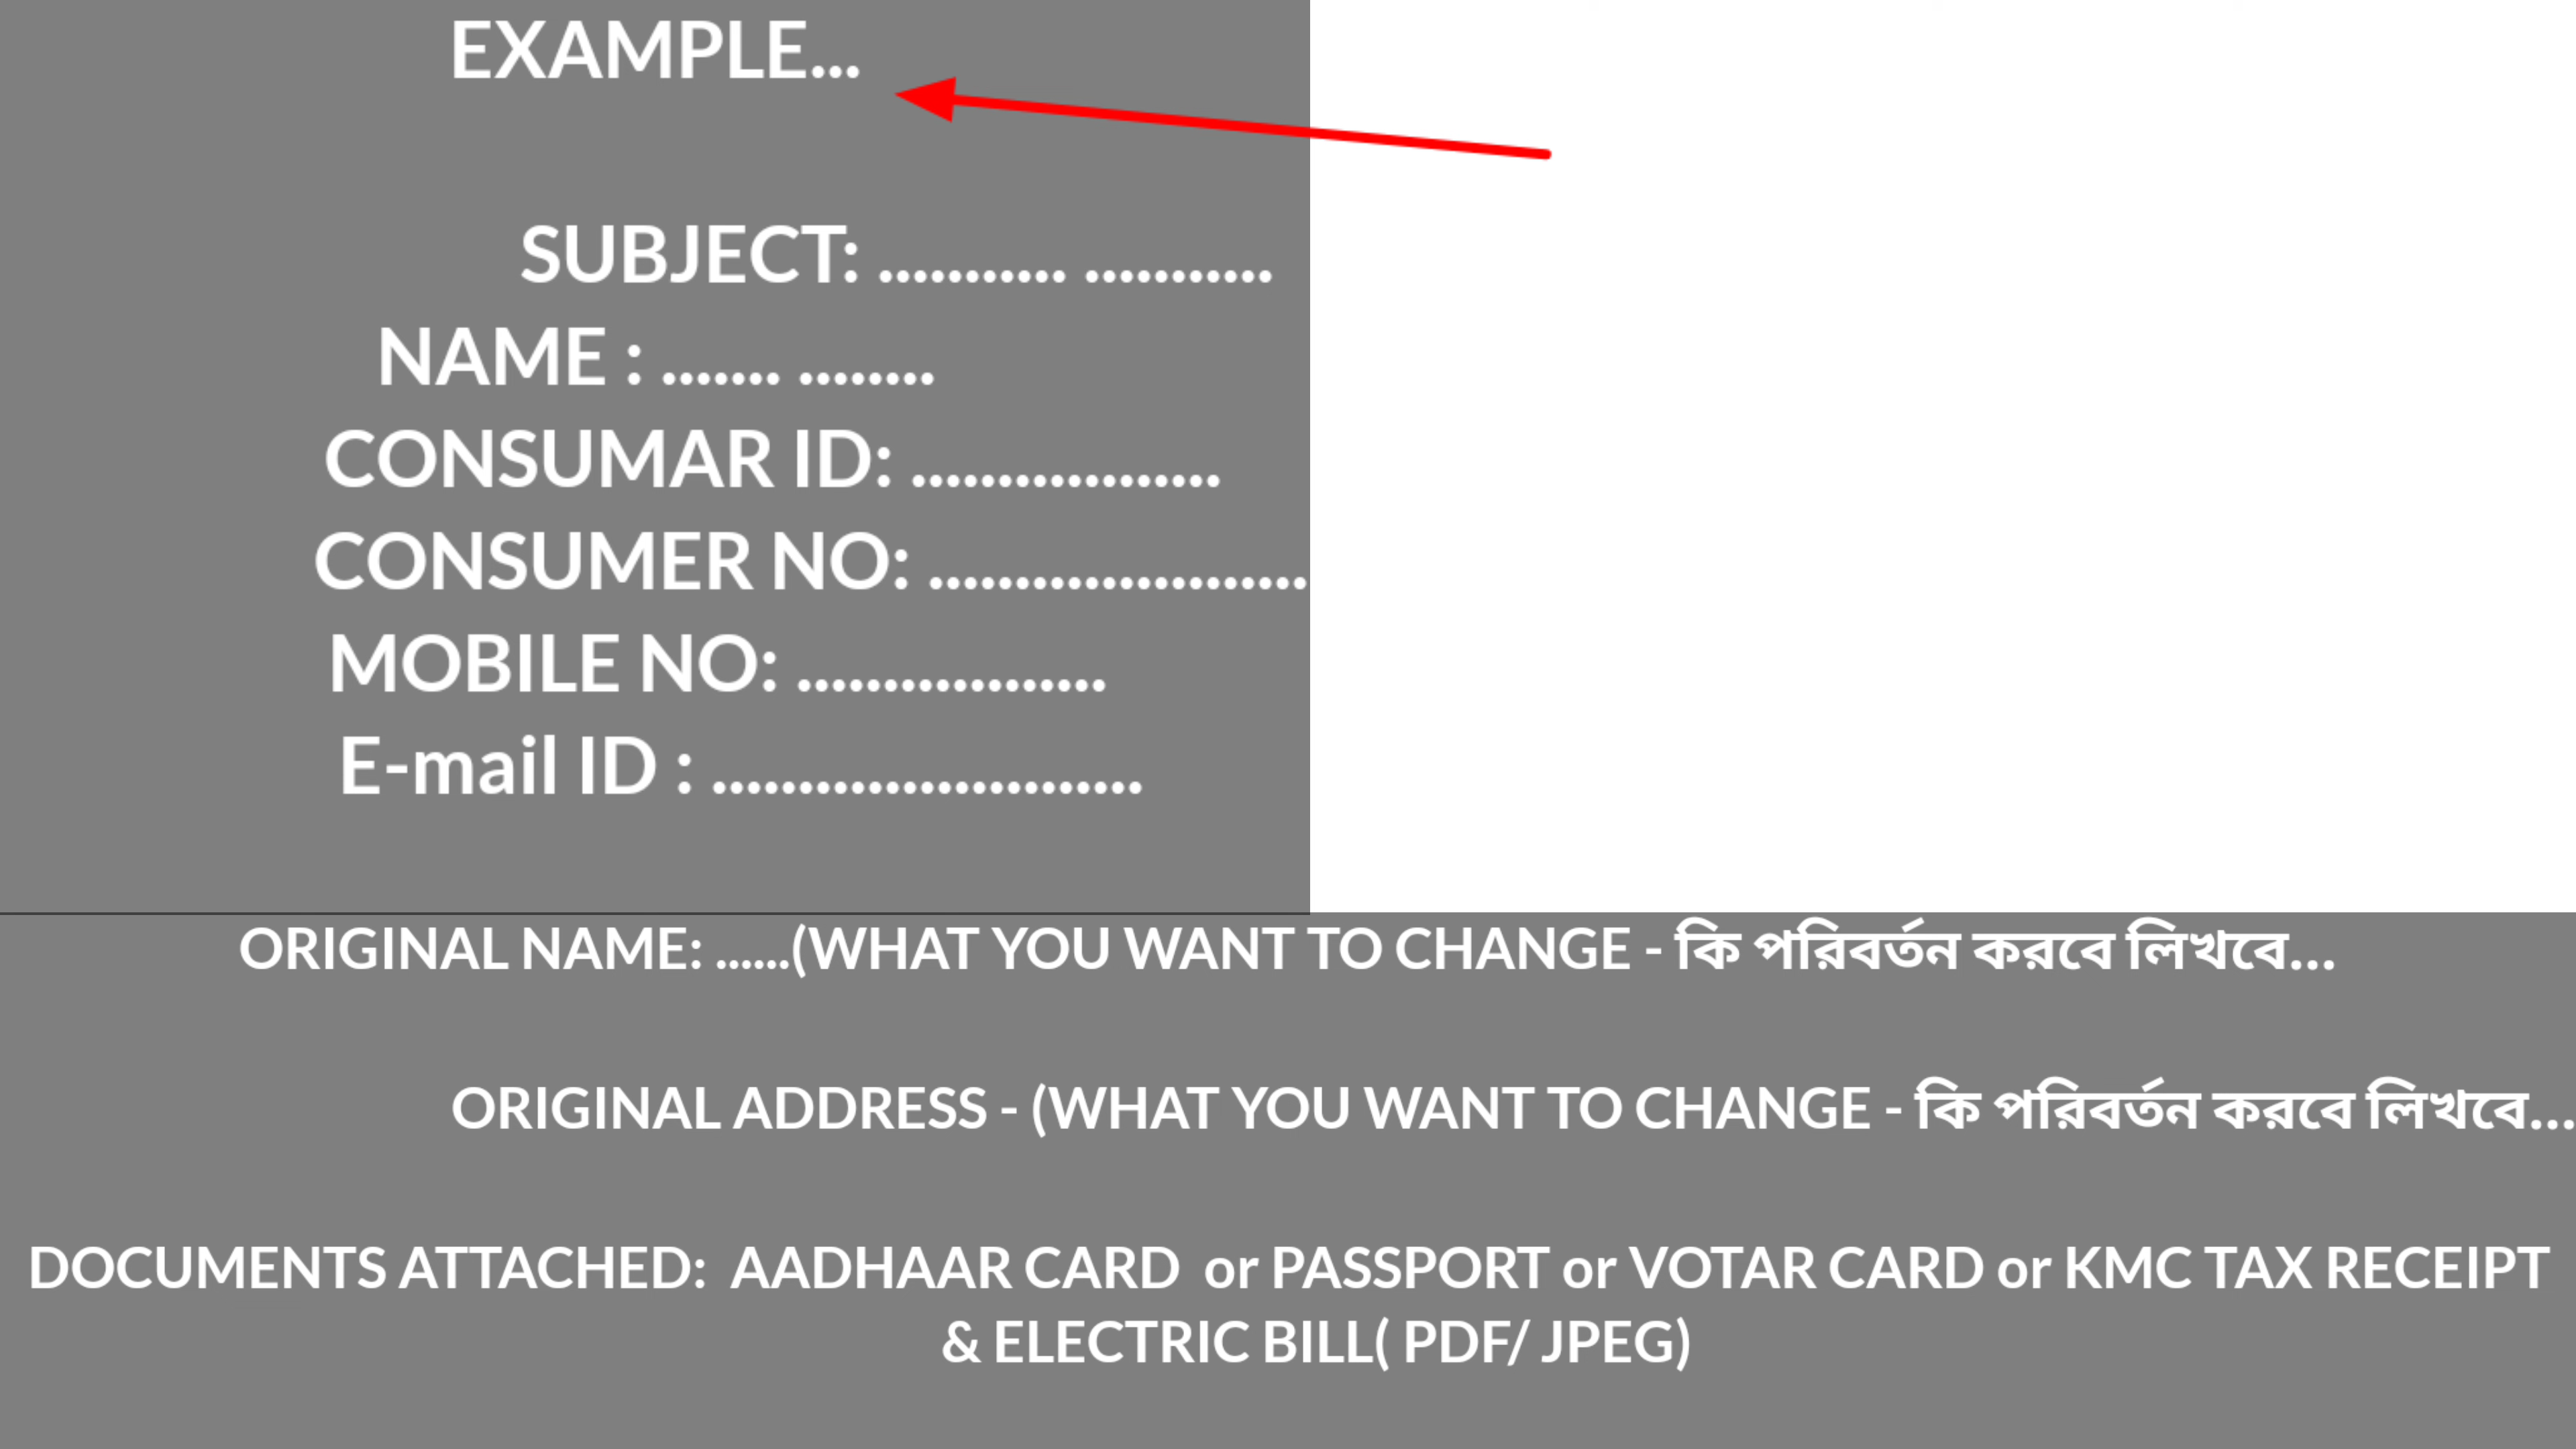 EXAMPLE...
SUBJECT: ........... ...........
NAME : ....... ........
CONSUMAR ID: ..................
CONSUMER NO: ......................
MOBILE NO: ..................
E-mail ID : .........................
ORIGINAL NAME: ......(WHAT YOU WANT TO CHANGE - কি পরিবর্তন করবে লিখবে...
ORIGINAL ADDRESS - (WHAT YOU WANT TO CHANGE - কি পরিবর্তন করবে লিখবে...
DOCUMENTS ATTACHED: AADHAAR CARD or PASSPORT or VOTAR CARD or KMC TAX RECEIPT
& ELECTRIC BILL( PDF/ JPEG)